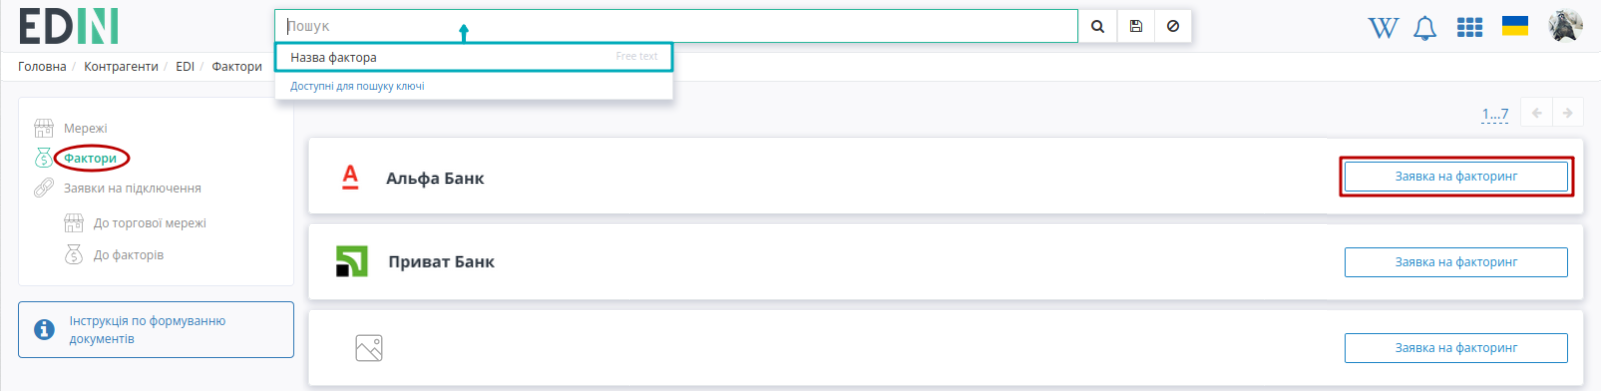 EDIN
Пошук
Назва фактора Free text
Доступні для пошуку ключі
W
Головна / Контрагенти / EDI / Фактори
1...7
Мережі
Фактори
Заявки на підключення
До торгової мережі
До факторів
Інструкція по формуванню
документів
А Альфа Банк Заявка на факторинг
Приват Банк Заявка на факторинг
Заявка на факторинг